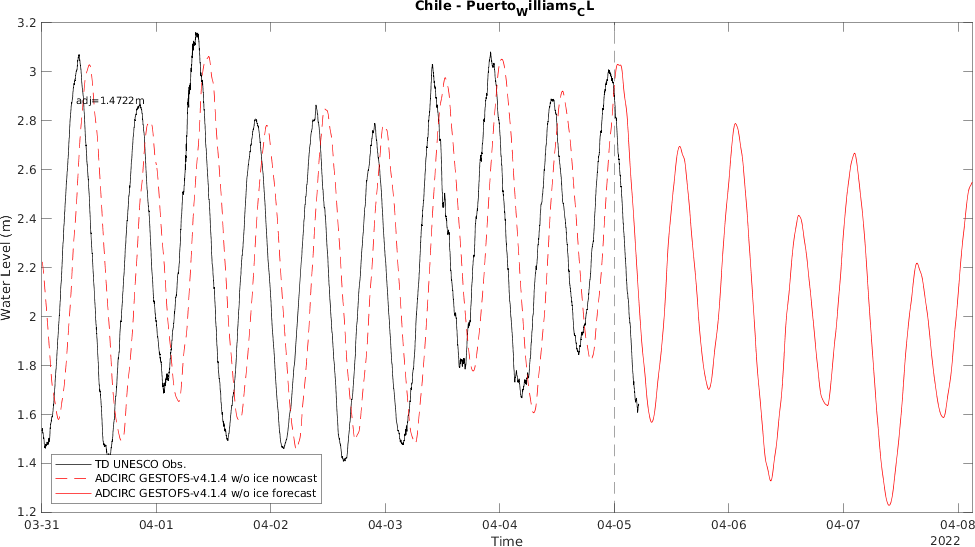 Chile - PuertoWilliamsCL
3.2
3
2.8
2.6
2.4
2.2
2
1.8
1.6
1.4
1.2
Water Level (m)
adj=1.4722m
TD UNESCO Obs.
ADCIRC GESTOFS-v4.1.4 w/o ice nowcast
ADCIRC GESTOFS-v4.1.4 w/o ice forecast
03-31 04-01 04-02 04-03 04-04 04-05 04-06 04-07 04-08
Time
2022